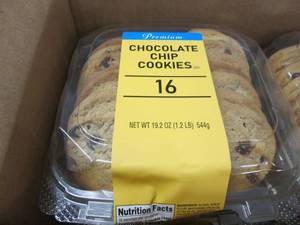 Premium
CHOCOLATE
CHIP
COOKIES
16
NET WT 19.2 OZ (1.2 LB) 544g
Nutrition Facts